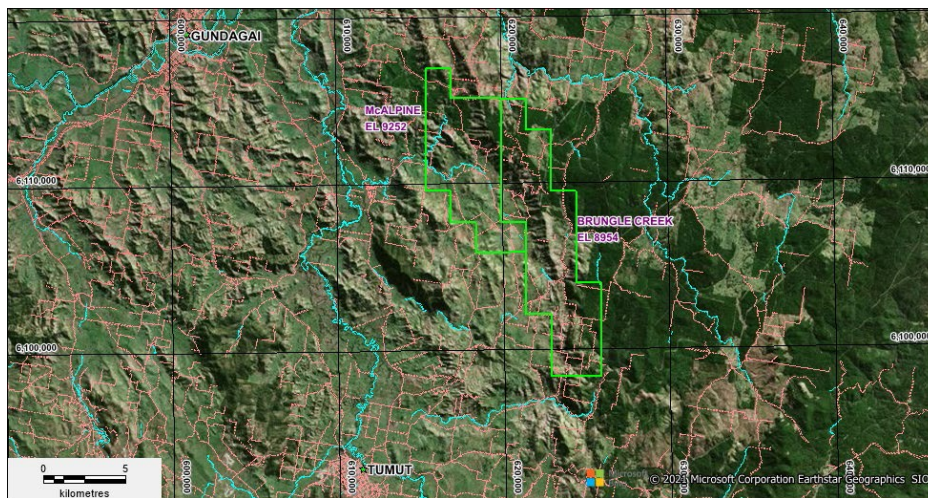 600,000
610,000
620,000
630,000
640,000
GUNDAGAI
McALPINE
EL 9252
6,110,000
6,110,000
BRUNGLE CREEK
EL 8954
6,100,000
6,100,000
0 5
kilometres
600,000
610,000
TUMUT
620,000
Microsoft
640,000
© 2021 Microsoft Corporation Earthstar Geographics SIO